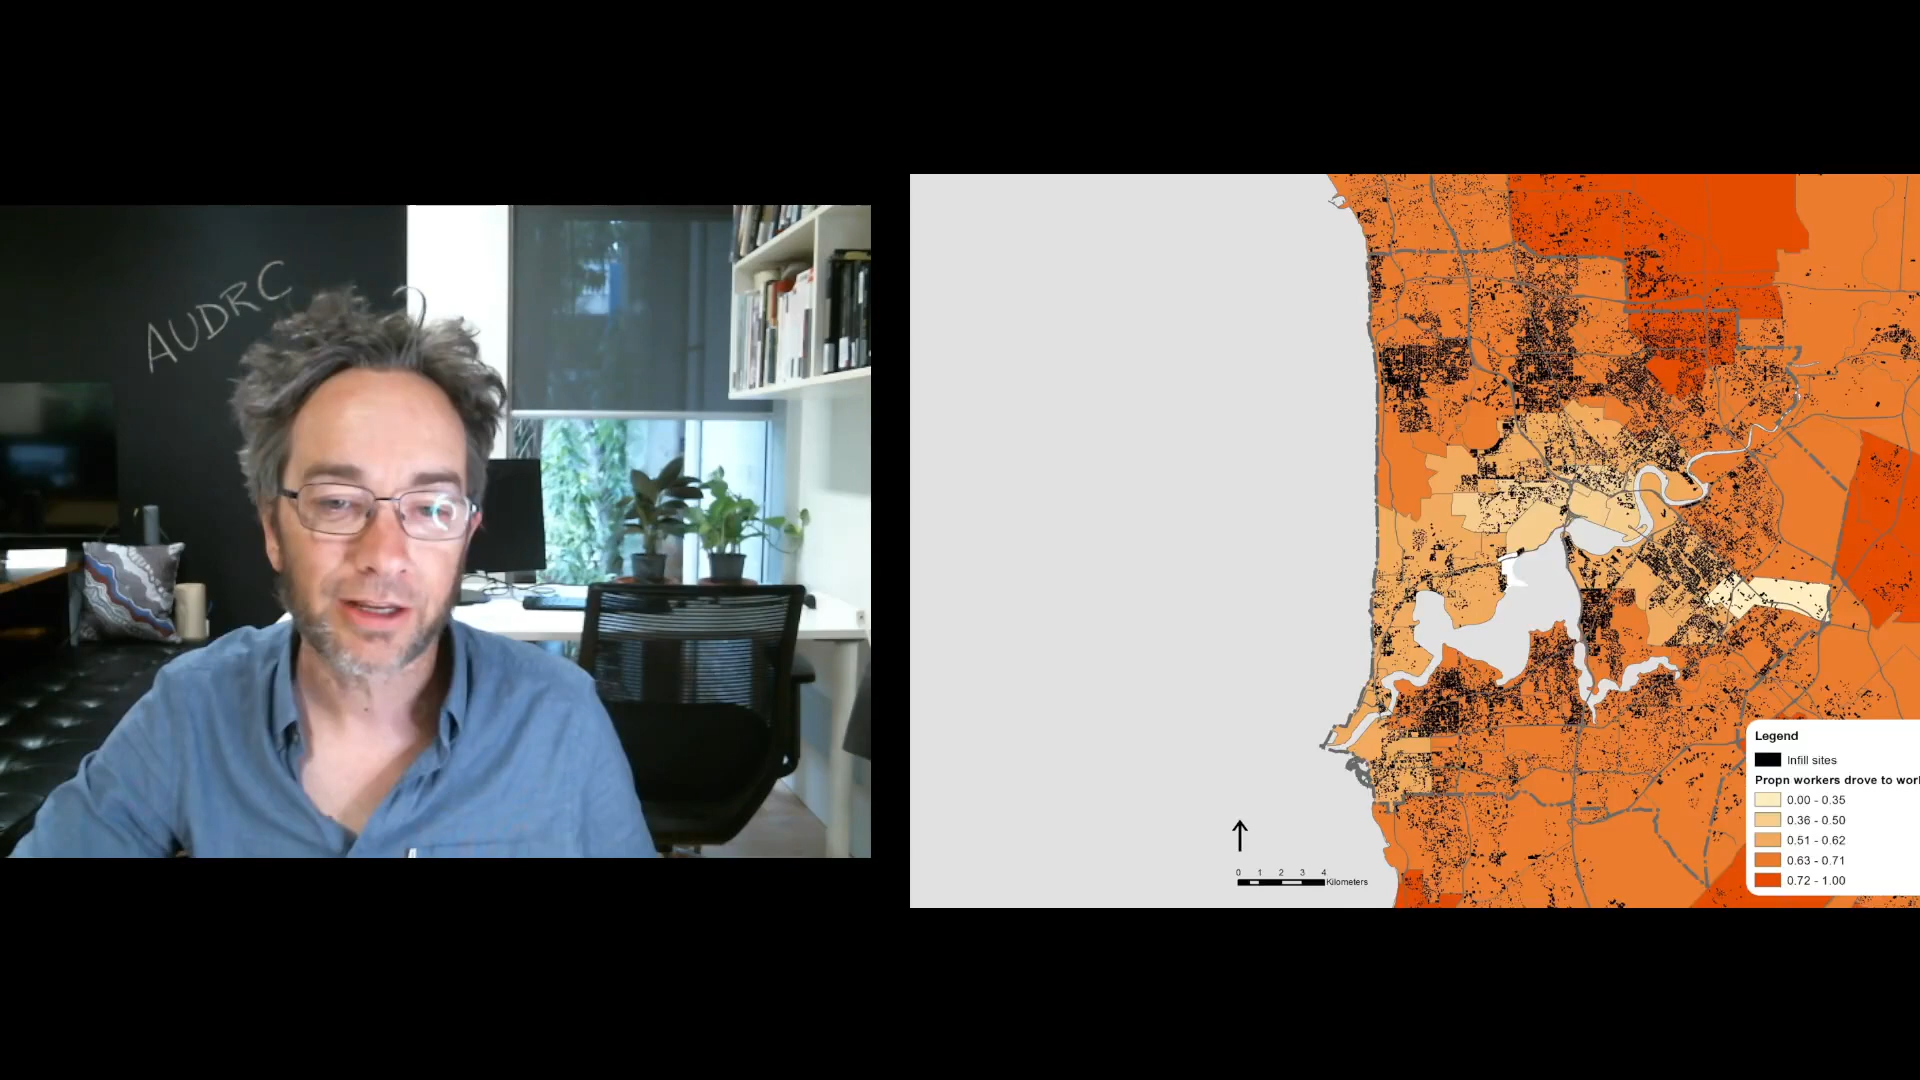 AUDRC
Legend
Infill sites
Propn workers drove to wor
0.00 - 0.35
0.36 - 0.50
0.51 - 0.62
0.63 - 0.71
0.72 - 1.00
0 1 2 3 4
Kilometers